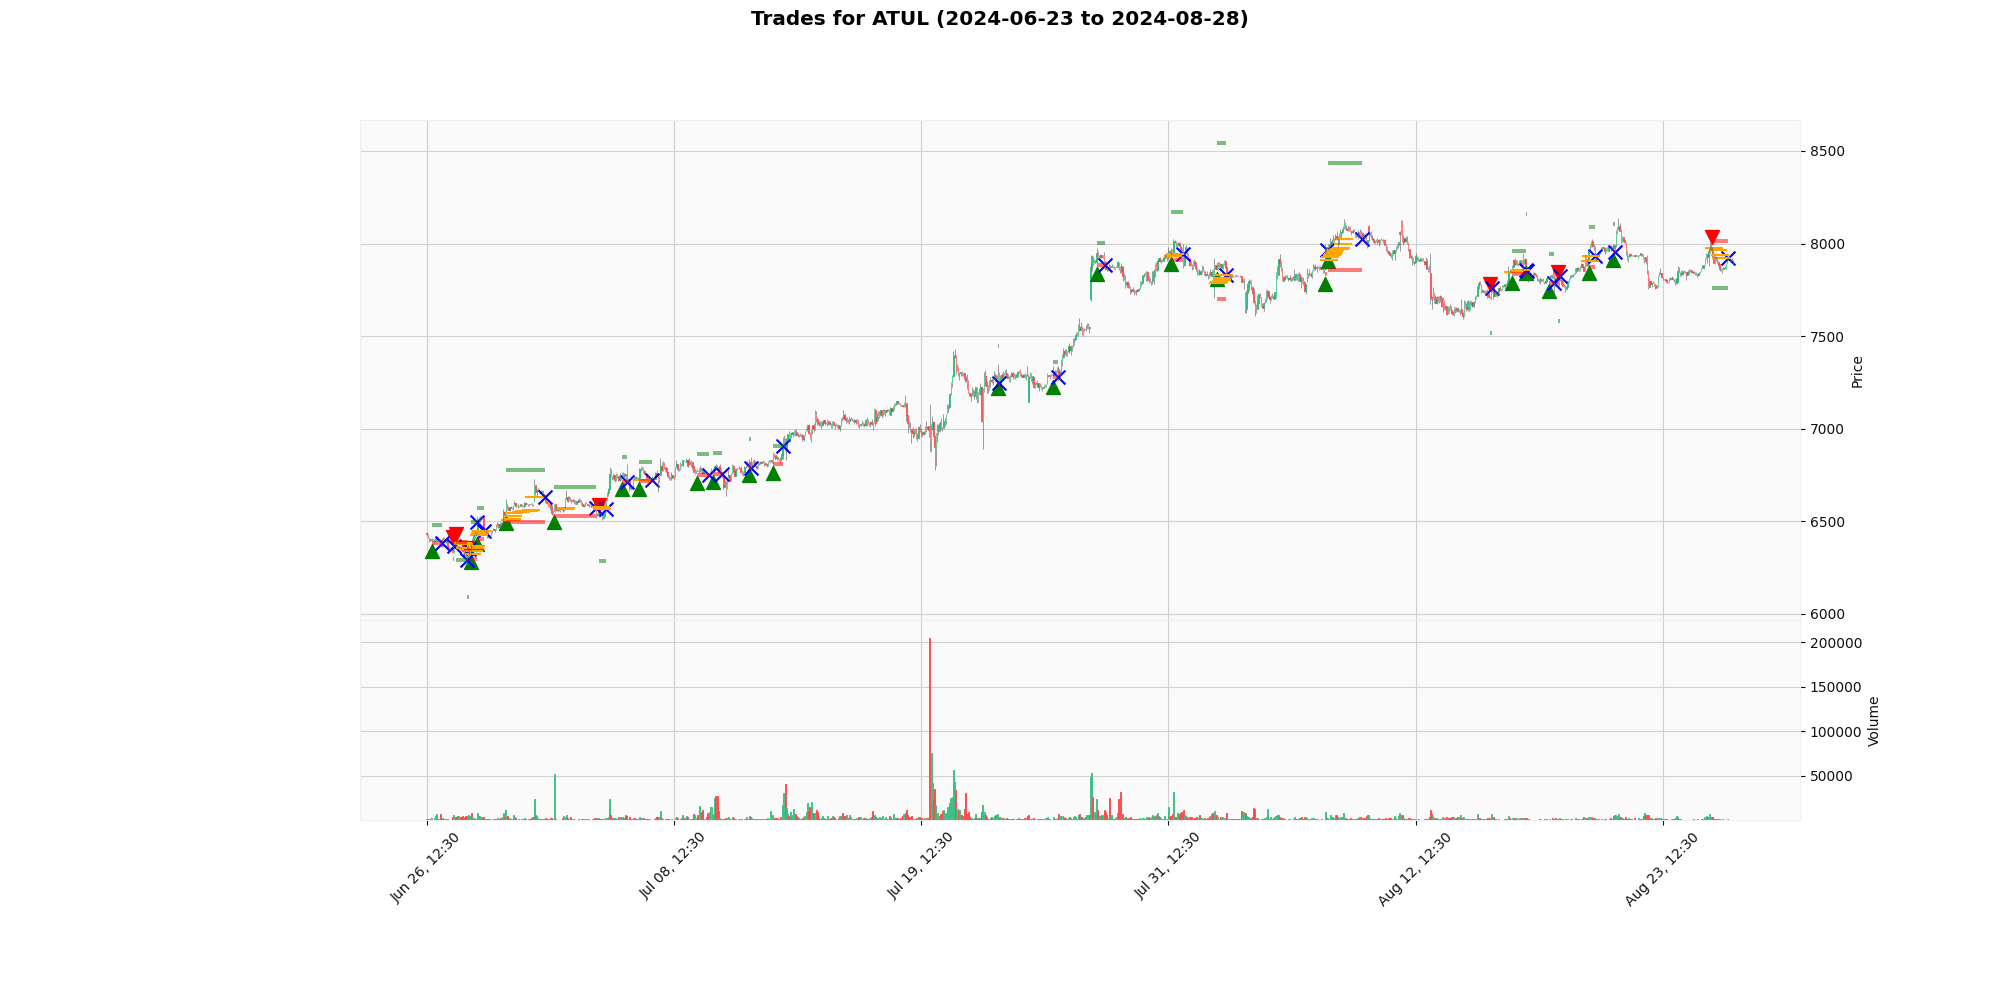 Trades for ATUL (2024-06-23 to 2024-08-28)
8500
8000
7500
7000
6500
6000
Price
200000
150000
100000
50000
Volume
Jun 26, 12:30
Jul 08, 12:30
Jul 19, 12:30
Jul 31, 12:30
Aug 12, 12:30
Aug 23, 12:30